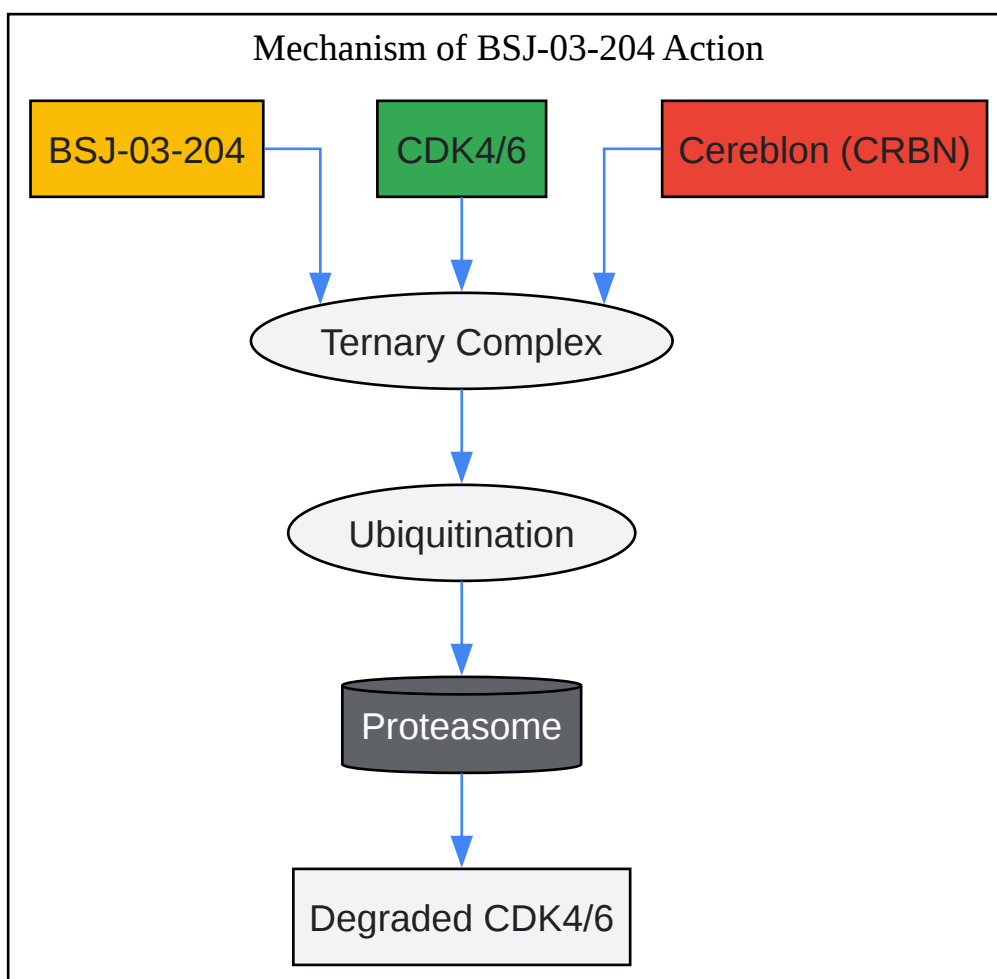 Mechanism of BSJ-03-204 Action
BSJ-03-204
CDK4/6
Cereblon (CRBN)
Ternary Complex
Ubiquitination
Proteasome
Degraded CDK4/6